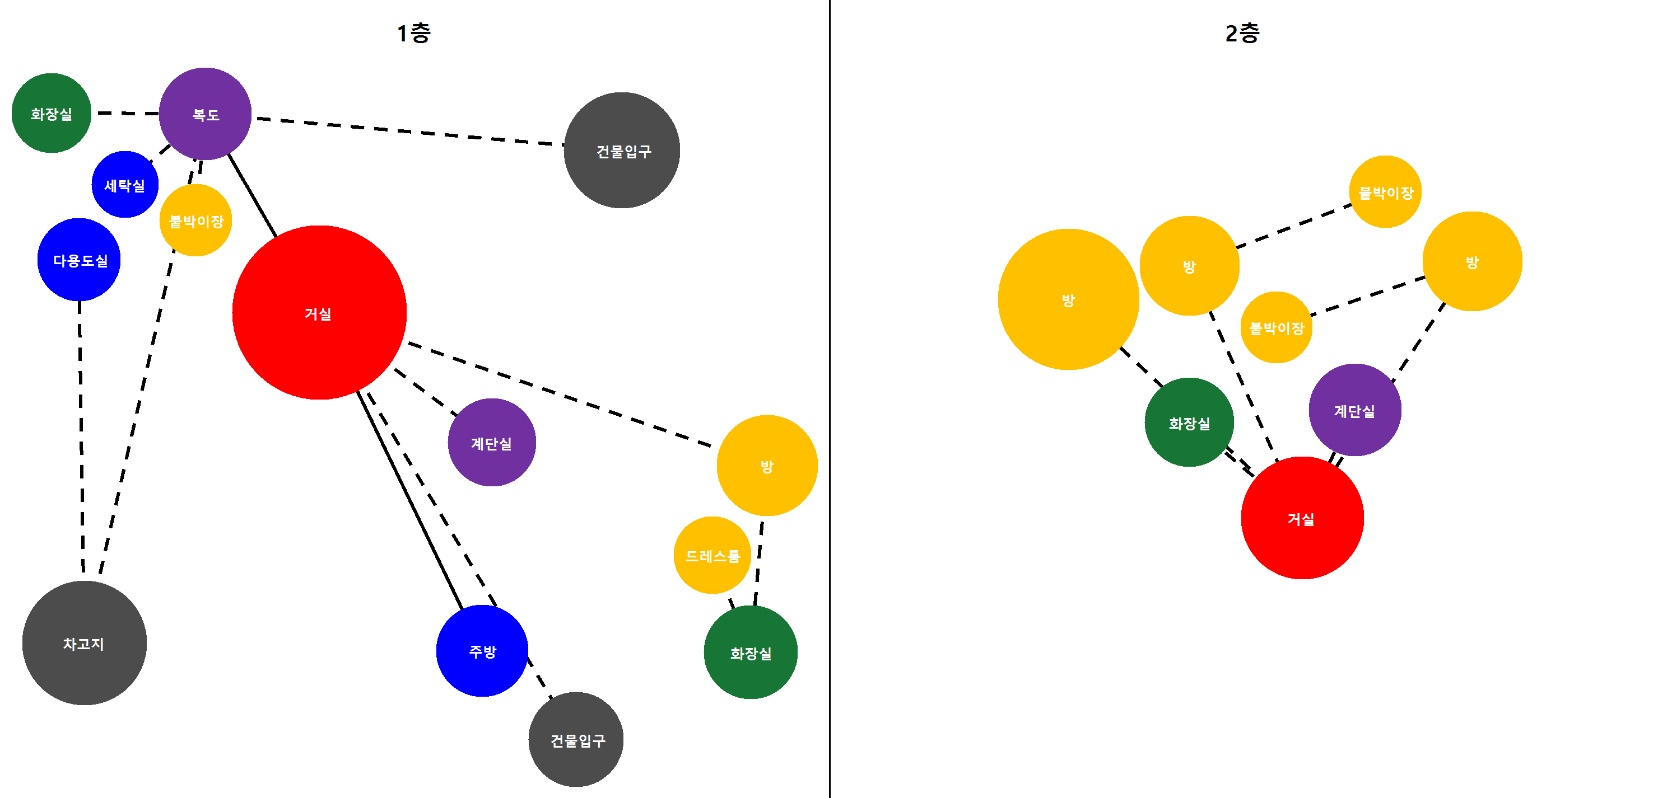 1층
화장실
복도
건물입구
세탁실
붙박이장
다용도실
거실
계단실
방
드레스룸
차고지
주방
화장실
건물입구
2층
붙박이장
방
방
방
붙박이장
화장실
계단실
거실